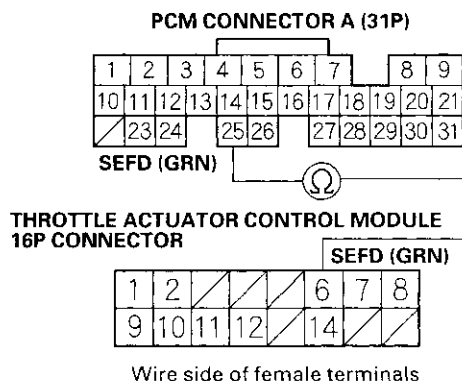 PCM CONNECTOR A (31P)
1 2 3 4 5 6 7 8 9
10 11 12 13 14 15 16 17 18 19 20 21
23 24 25 26 27 28 29 30 31
SEFD (GRN)
Ω
THROTTLE ACTUATOR CONTROL MODULE
16P CONNECTOR
SEFD (GRN)
1 2 6 7 8
9 10 11 12 14
Wire side of female terminals